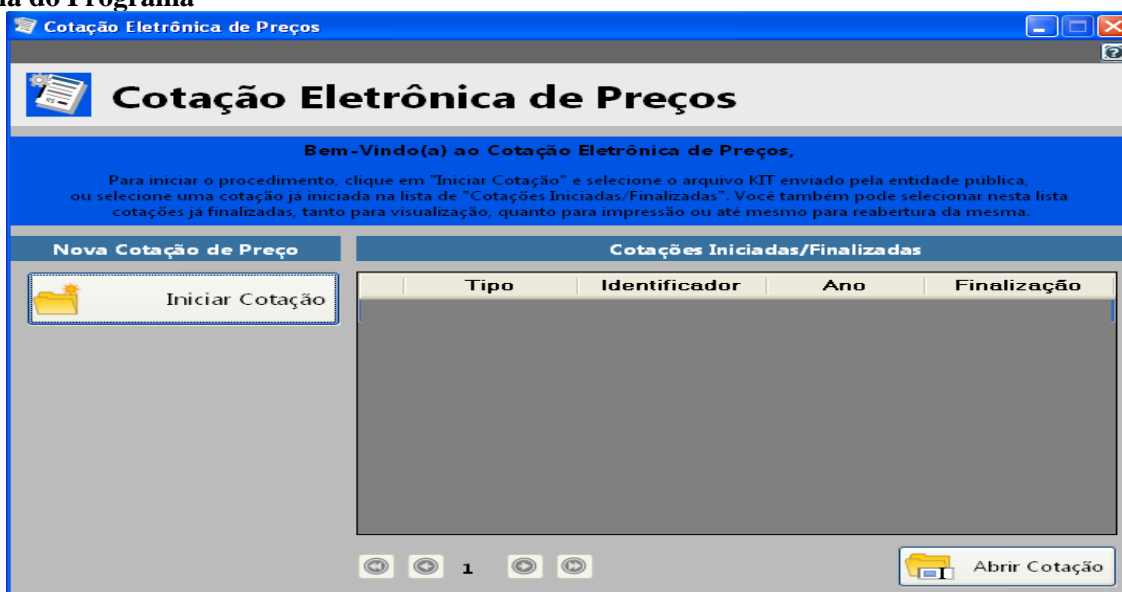 do Programa
Cotação Eletrônica de Preços
Cotação Eletrônica de Preços
Bem-Vindo(a) ao Cotação Eletrônica de Preços,
Para iniciar o procedimento, clique em "Iniciar Cotação" e selecione o arquivo KIT enviado pela entidade pública,
ou selecione uma cotação já iniciada na lista de "Cotações Iniciadas/Finalizadas". Você também pode selecionar nesta lista
cotações já finalizadas, tanto para visualização, quanto para impressão ou até mesmo para reabertura da mesma.
Nova Cotação de Preço
Cotações Iniciadas/Finalizadas
Iniciar Cotação
Tipo Identificador Ano Finalização
1
Abrir Cotação